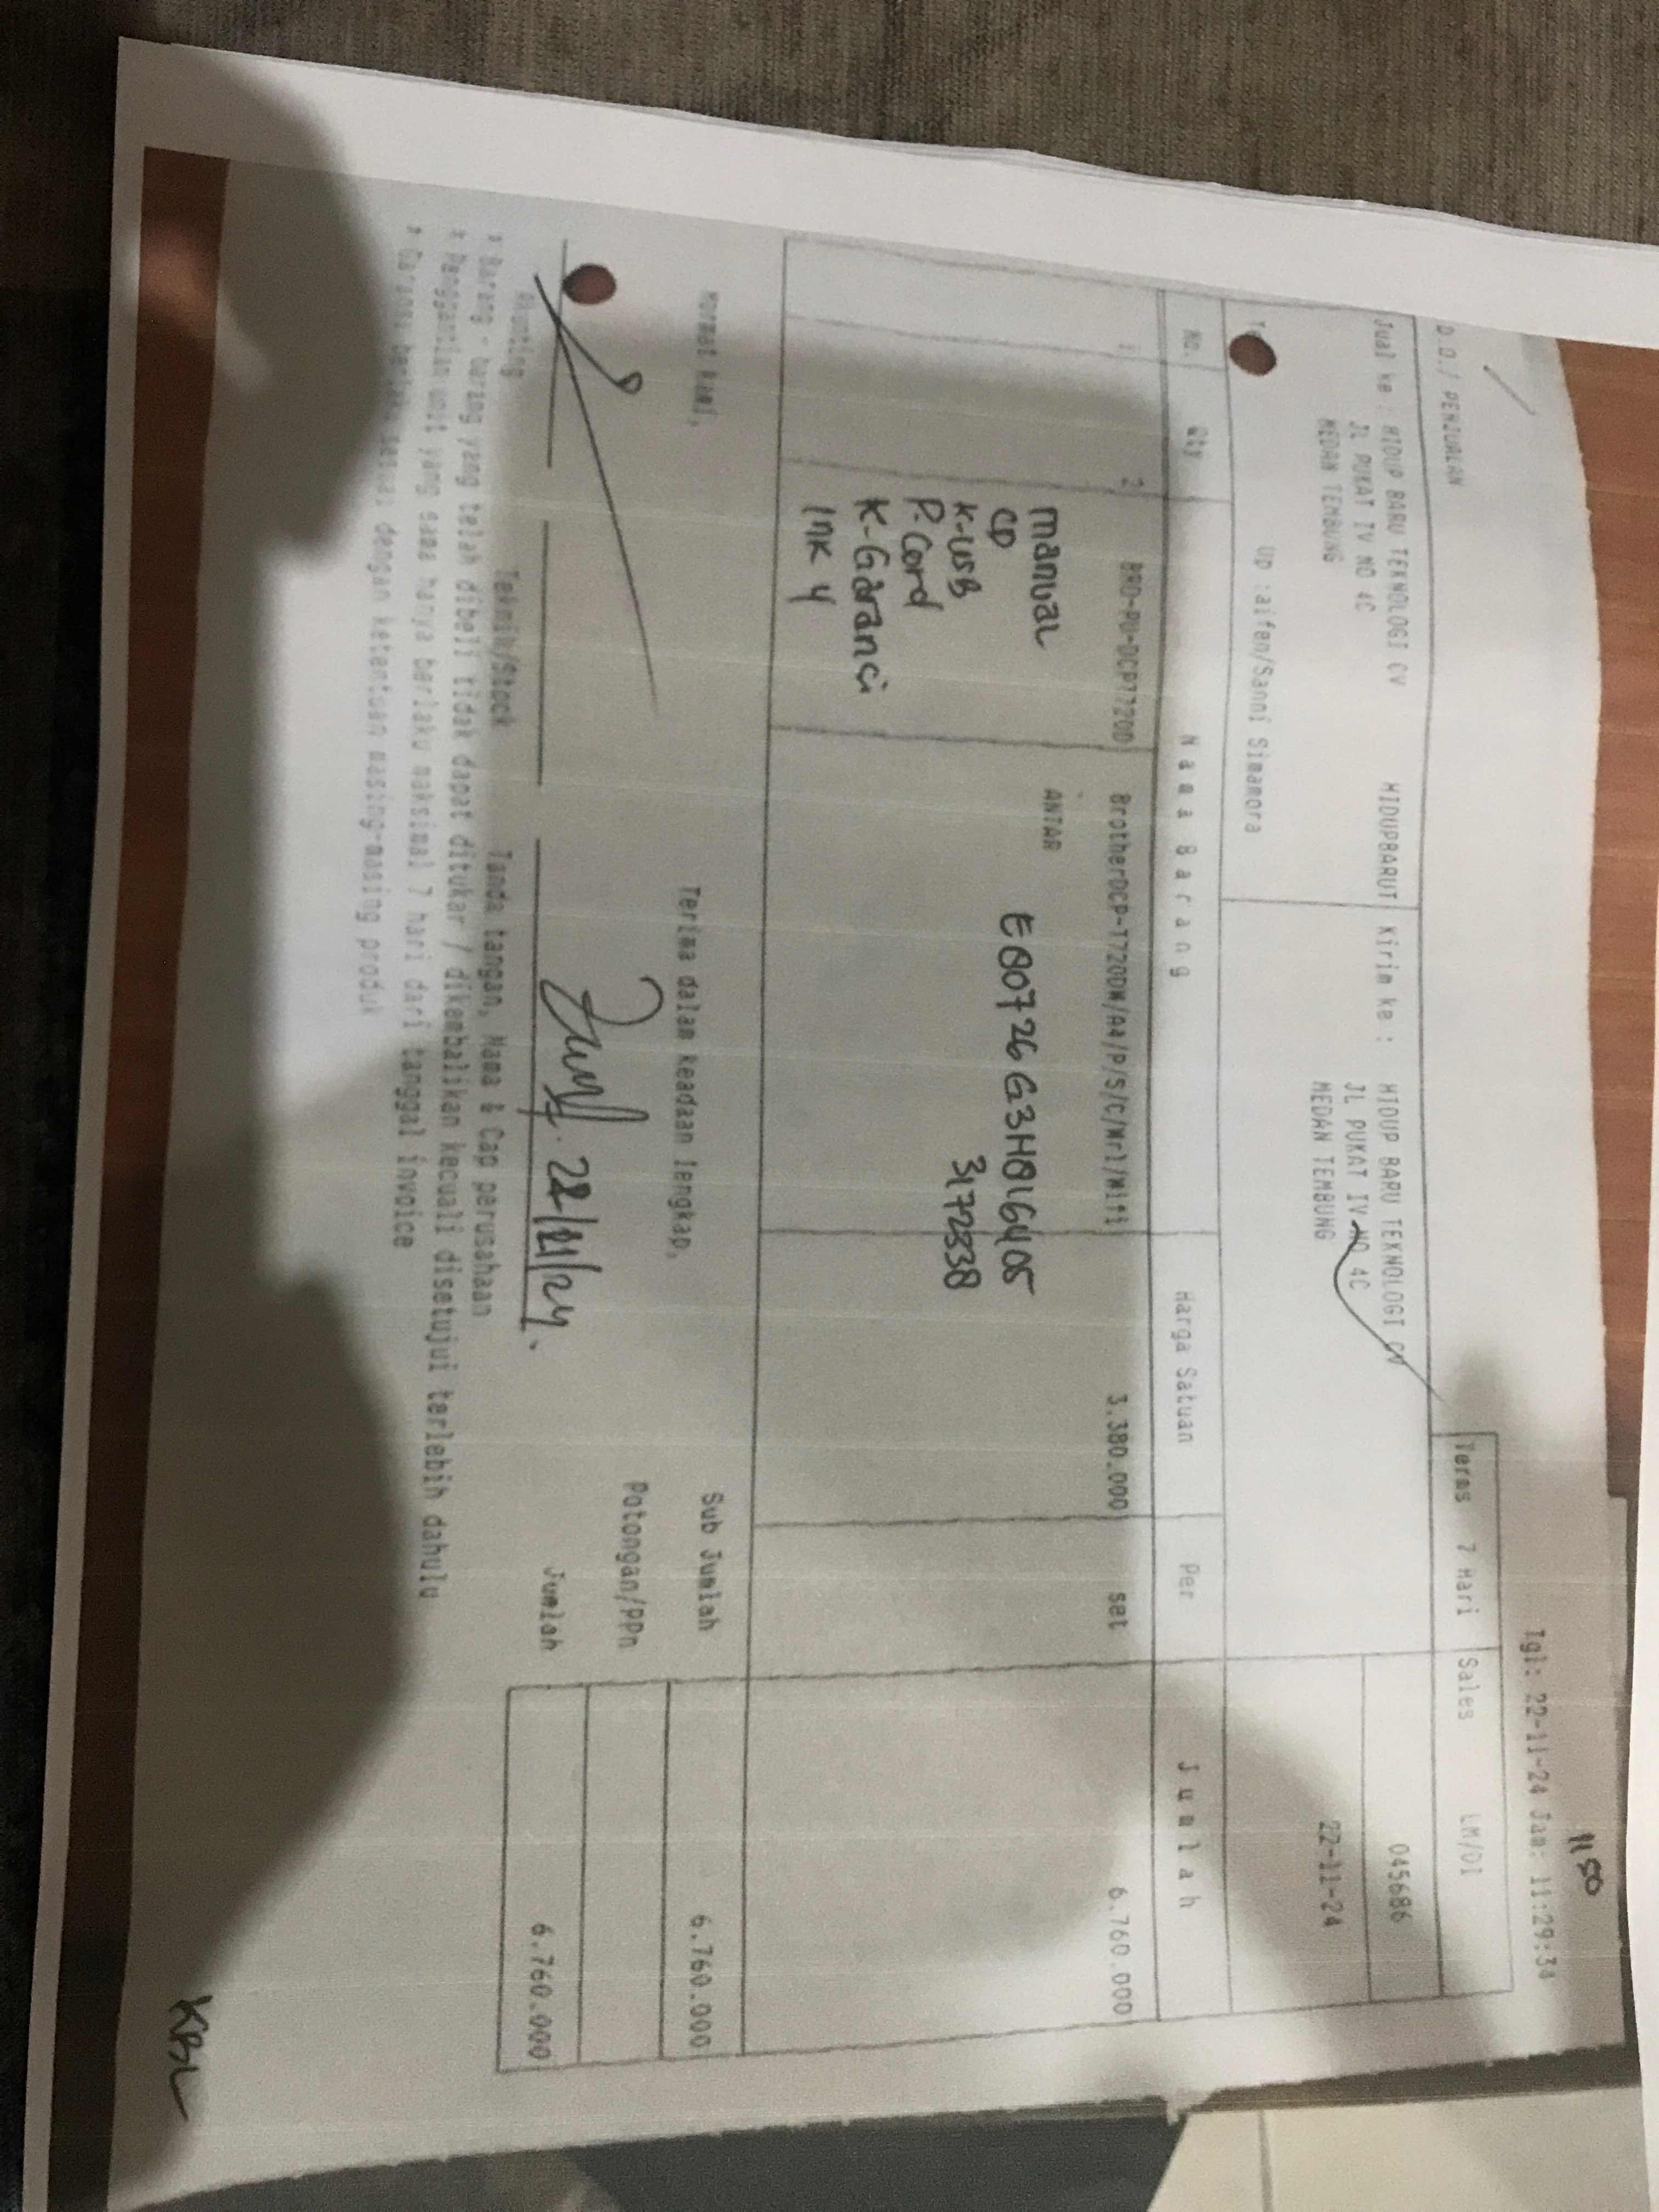 1150
Tgl: 22-11-24 Jam: 11:29:34
D.O./ PENJUALAN
Terms 7 Hari Sales LM/01
Jual ke : HIDUP BARU TEKNOLOGI CV HIDUPBARUT Kirim ke : HIDUP BARU TEKNOLOGI CV 045686
JL PUKAT IV NO 4C JL PUKAT IV NO 4C
MEDAN TEMBUNG MEDAN TEMBUNG 22-11-24
UP :aifen/Sanni Simamora
No. Qty Nama Barang Harga Satuan Per Jumlah
1 2 BRO-PU-DCPT720D BrotherDCP-T720DW/A4/P/S/C/Wrl/Wifi 3.380.000 set 6.760.000
ANTAR
manual E80726G3H816405
CD
K-USB 3172838
P.Cord
K-Garanci
Ink 4
Hormat kami, Terima dalam keadaan lengkap, Sub Jumlah 6.760.000
Potongan/PPn
28/11/24. Jumlah 6.760.000
Akunting Teknik/Stock Tanda tangan, Nama & Cap perusahaan
* Barang - baring yang telah dibeli tidak dapat ditukar / dikembalikan kecuali disetujui terlebih dahulu
* Penggantian unit yang sama hanya berlaku maksimal 7 hari dari tanggal invoice
* Garansi berlaku sesuai dengan ketentuan masing-masing produk
KBL